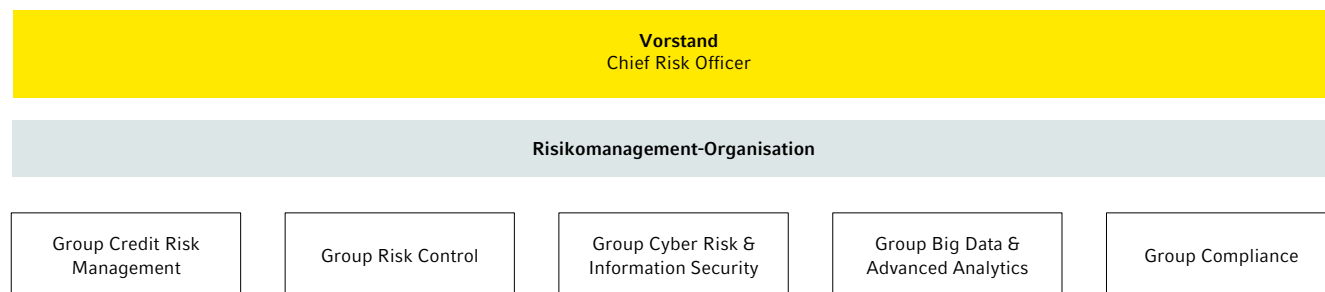 Vorstand
Chief Risk Officer
Risikomanagement-Organisation
Group Credit Risk
Management
Group Risk Control
Group Cyber Risk &
Information Security
Group Big Data &
Advanced Analytics
Group Compliance